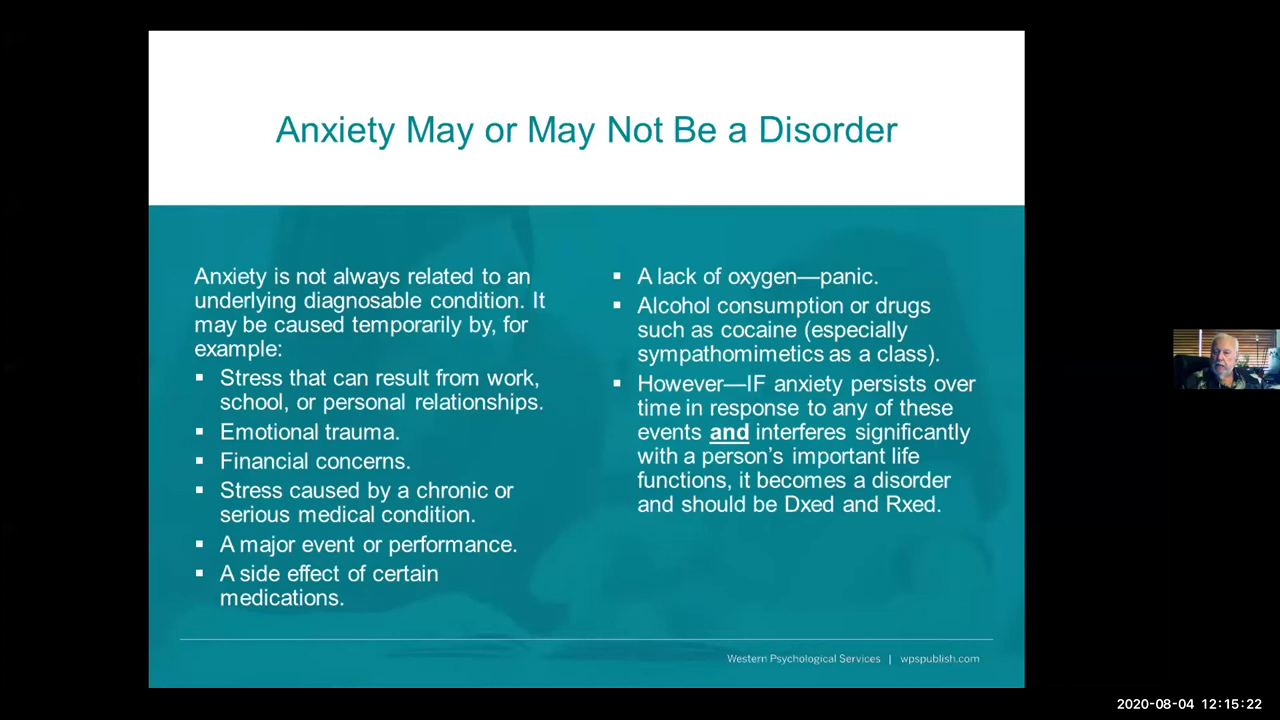 Anxiety May or May Not Be a Disorder
Anxiety is not always related to an
underlying diagnosable condition. It
may be caused temporarily by, for
example:
▪ Stress that can result from work,
school, or personal relationships.
▪ Emotional trauma.
▪ Financial concerns.
▪ Stress caused by a chronic or
serious medical condition.
▪ A major event or performance.
▪ A side effect of certain
medications.
▪ A lack of oxygen—panic.
▪ Alcohol consumption or drugs
such as cocaine (especially
sympathomimetics as a class).
▪ However—IF anxiety persists over
time in response to any of these
events and interferes significantly
with a person's important life
functions, it becomes a disorder
and should be Dxed and Rxed.
Western Psychological Services | wpspublish.com
2020-08-04 12:15:22